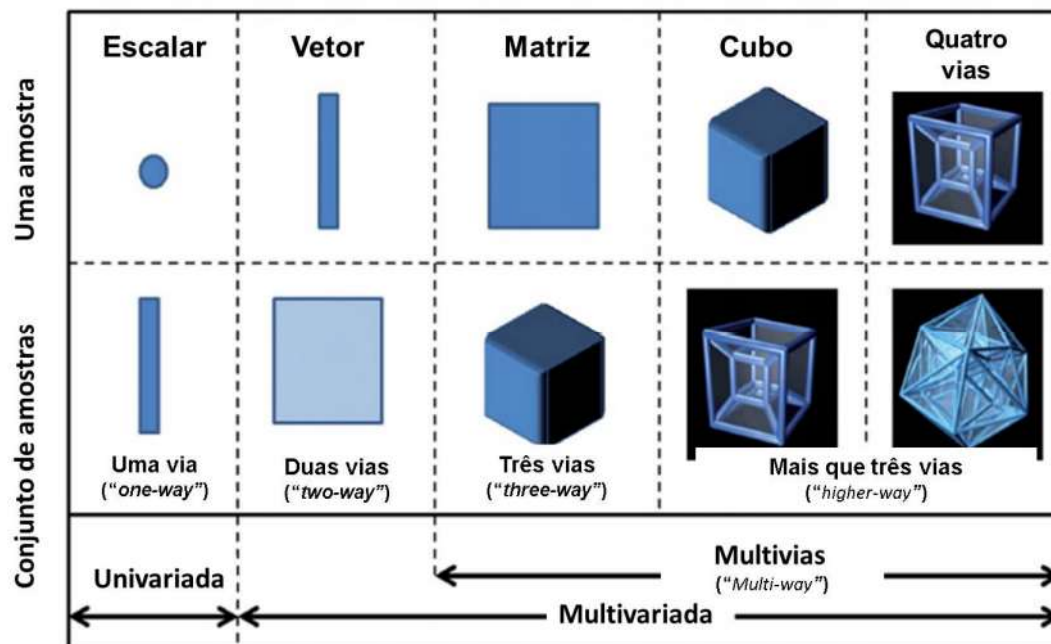 Escalar
Vetor
Matriz
Cubo
Quatro
vias
Uma amostra
Conjunto de amostras
Uma via
("one-way")
Duas vias
("two-way")
Três vias
("three-way")
Mais que três vias
("higher-way")
Univariada
Multivias
("Multi-way")
Multivariada